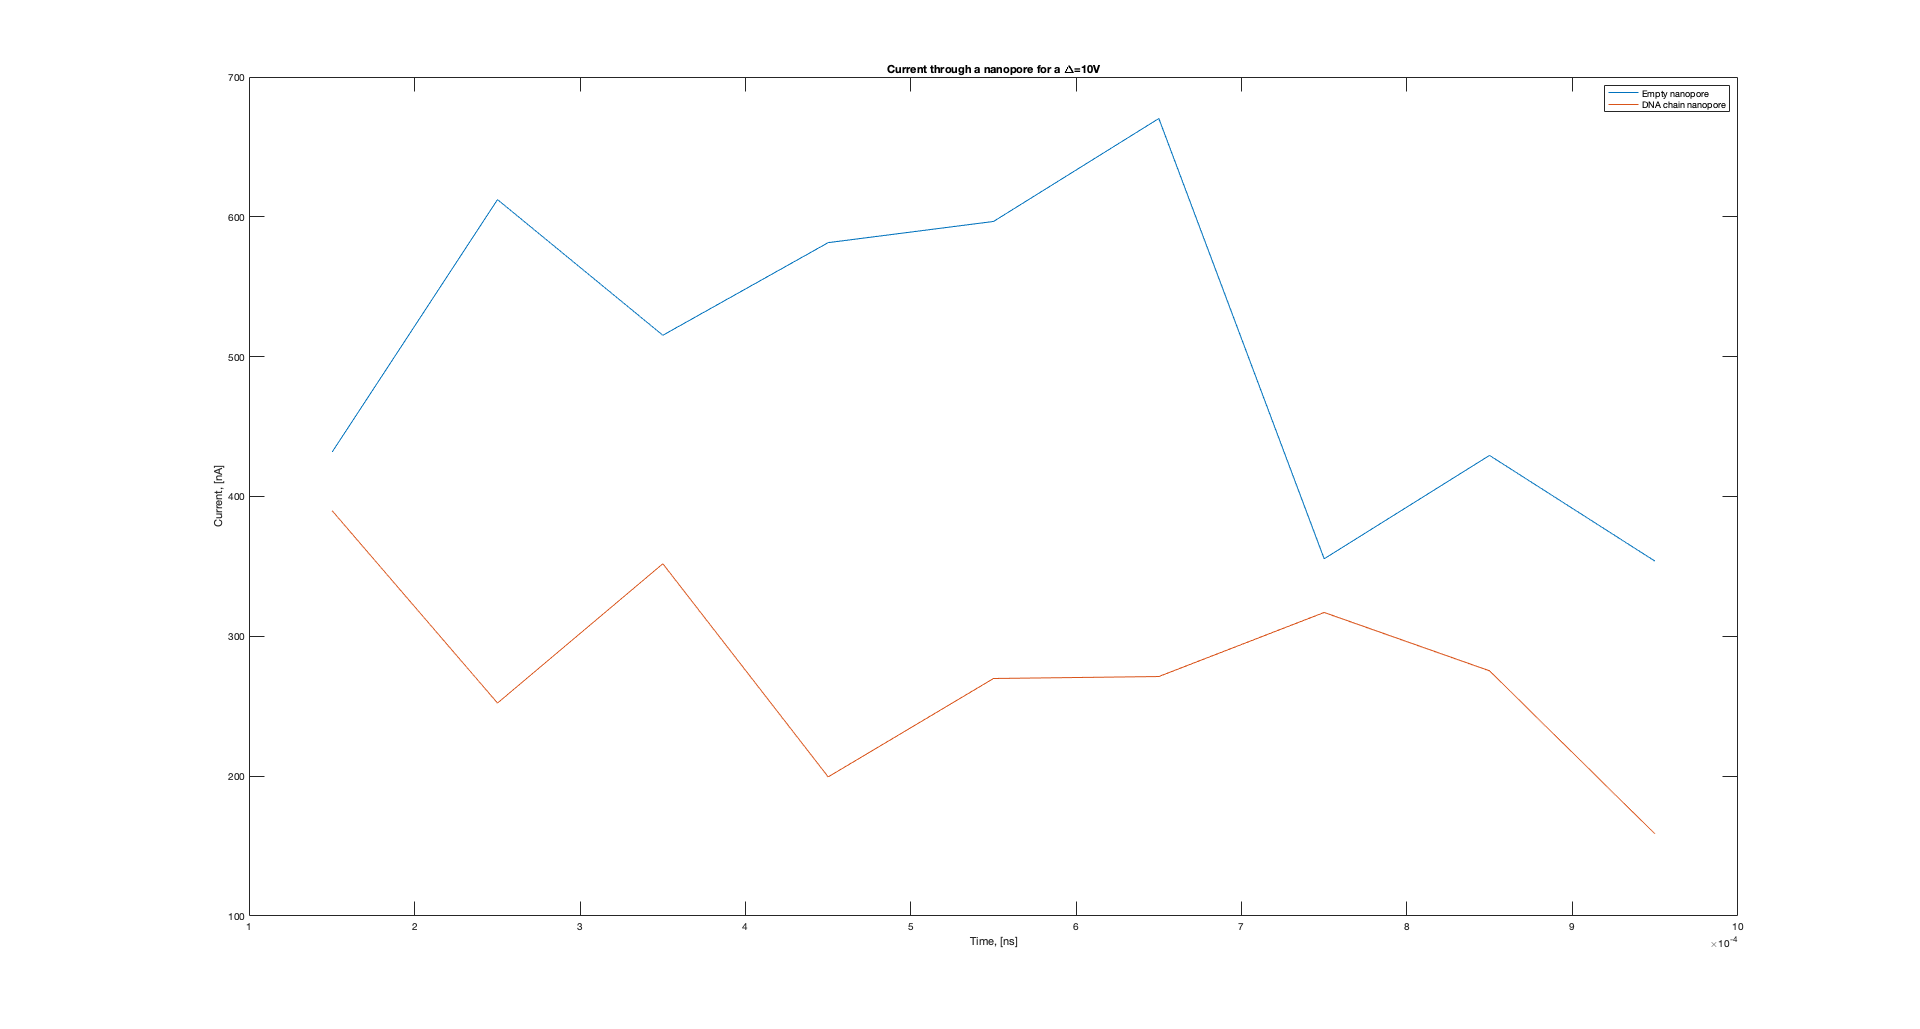 Current through a nanopore for a Δ=10V
Empty nanopore
DNA chain nanopore
700
600
500
400
300
200
100
Current, [nA]
1 2 3 4 5 6 7 8 9 10
×10⁻⁴
Time, [ns]